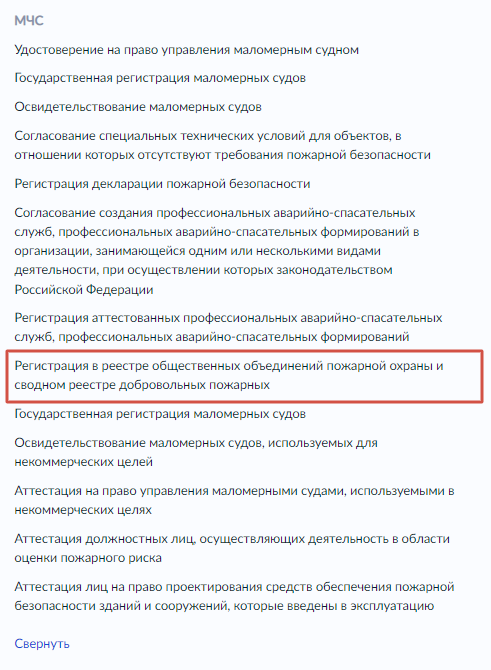 МЧС
Удостоверение на право управления маломерным судном
Государственная регистрация маломерных судов
Освидетельствование маломерных судов
Согласование специальных технических условий для объектов, в
отношении которых отсутствуют требования пожарной безопасности
Регистрация декларации пожарной безопасности
Согласование создания профессиональных аварийно-спасательных
служб, профессиональных аварийно-спасательных формирований в
организации, занимающейся одним или несколькими видами
деятельности, при осуществлении которых законодательством
Российской Федерации
Регистрация аттестованных профессиональных аварийно-спасательных
служб, профессиональных аварийно-спасательных формирований
Регистрация в реестре общественных объединений пожарной охраны и
сводном реестре добровольных пожарных
Государственная регистрация маломерных судов
Освидетельствование маломерных судов, используемых для
некоммерческих целей
Аттестация на право управления маломерными судами, используемыми в
некоммерческих целях
Аттестация должностных лиц, осуществляющих деятельность в области
оценки пожарного риска
Аттестация лиц на право проектирования средств обеспечения пожарной
безопасности зданий и сооружений, которые введены в эксплуатацию
Свернуть